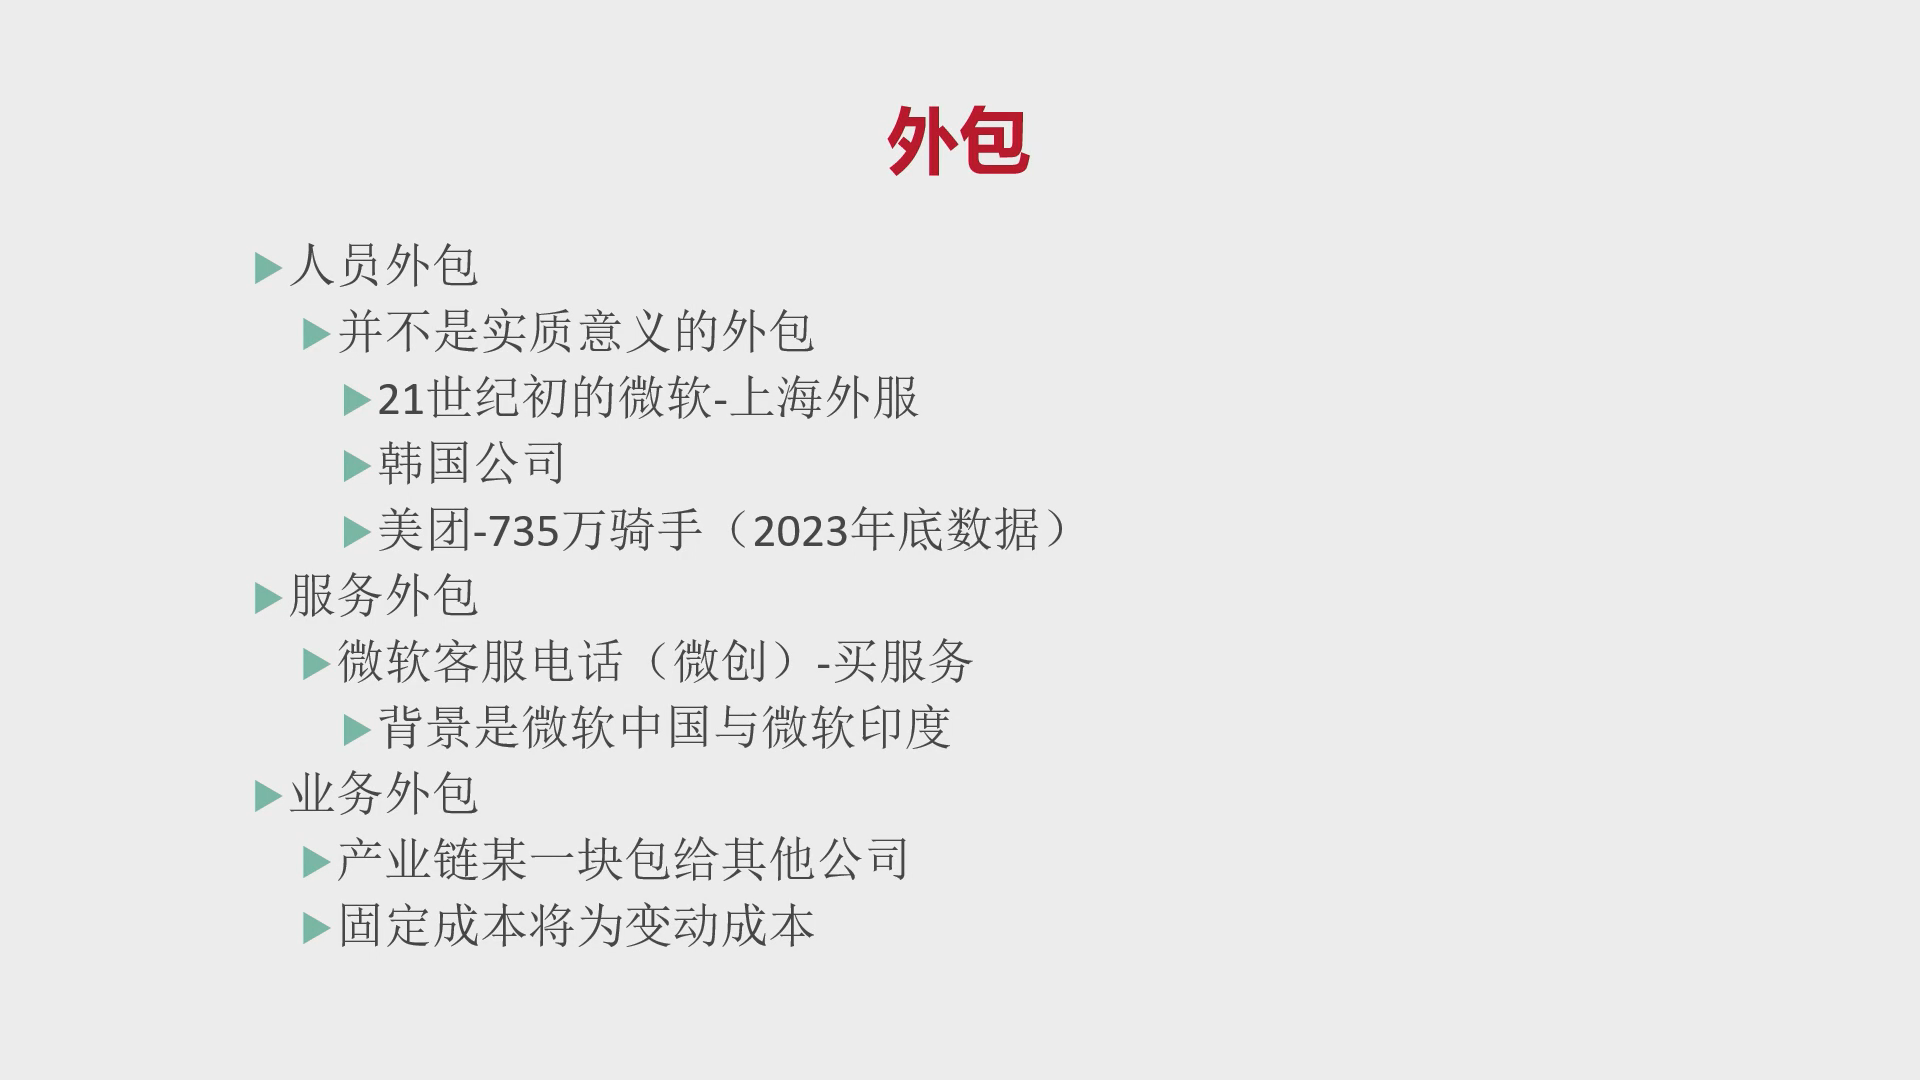 外包
人员外包
并不是实质意义的外包
21世纪初的微软-上海外服
韩国公司
美团-735万骑手（2023年底数据）
服务外包
微软客服电话（微创）-买服务
背景是微软中国与微软印度
业务外包
产业链某一块包给其他公司
固定成本将为变动成本